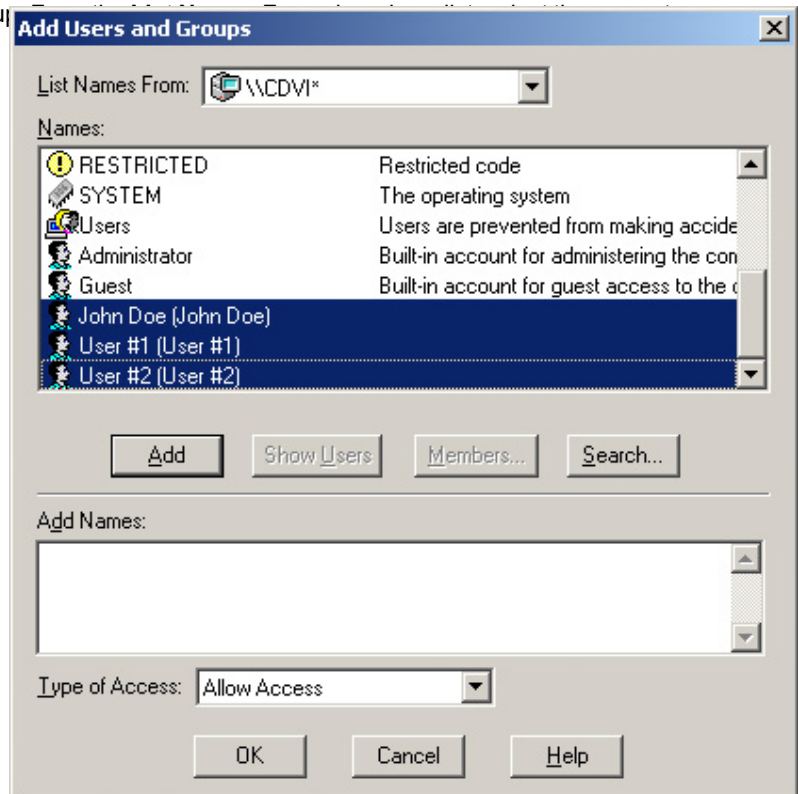 Add Users and Groups
List Names From: \\CDVI*
Names:
RESTRICTED Restricted code
SYSTEM The operating system
Users Users are prevented from making accide
Administrator Built-in account for administering the con
Guest Built-in account for guest access to the
John Doe (John Doe)
User #1 (User #1)
User #2 (User #2)
Add Show Users Members... Search...
Add Names:
Type of Access: Allow Access
OK Cancel Help